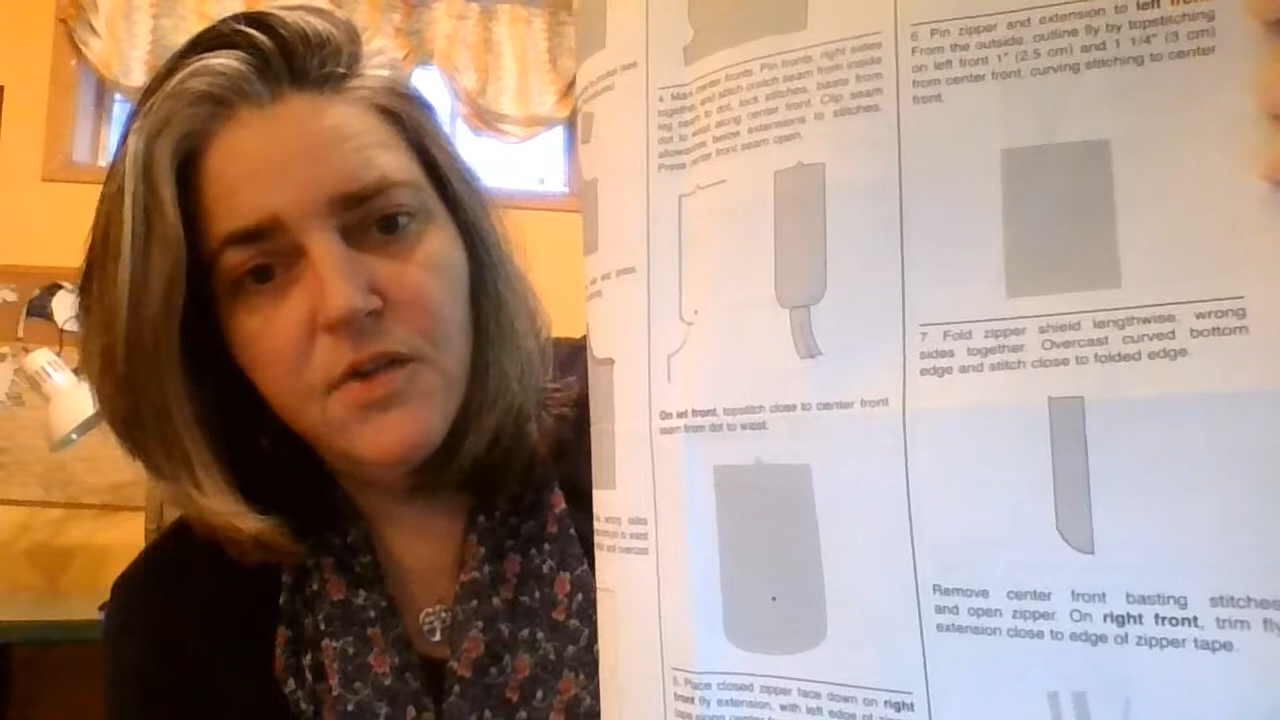 4. Mark center fronts. Pin fronts, right sides
together, and stitch crotch seam from inside
leg seam to dot, lock stitches, baste from
dot to waist along center front. Clip seam
allowances below extensions to stitches.
Press center front seam open.
On left front, topstitch close to center front
seam from dot to waist.
5. Place closed zipper face down on right
front fly extension, with left edge of
tape along center
6. Pin zipper and extension to left front.
From the outside, outline fly by topstitching
on left front 1" (2.5 cm) and 1 1/4" (3 cm)
from center front, curving stitching to center
front.
7. Fold zipper shield lengthwise, wrong
sides together. Overcast curved bottom
edge and stitch close to folded edge.
Remove center front basting stitches
and open zipper. On right front, trim fly
extension close to edge of zipper tape.